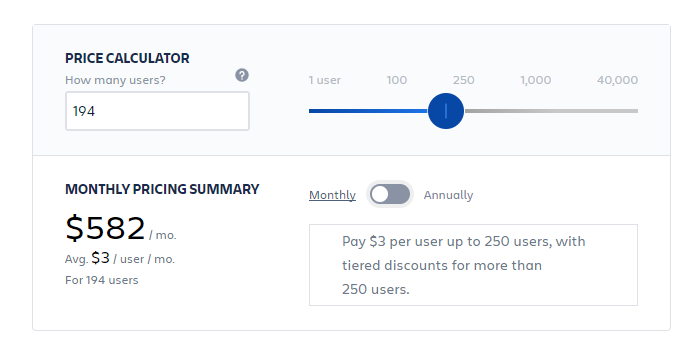 PRICE CALCULATOR
How many users?
?
194
1 user 100 250 1,000 40,000
MONTHLY PRICING SUMMARY
Monthly Annually
$582 / mo.
Avg. $3 / user / mo.
For 194 users
Pay $3 per user up to 250 users, with
tiered discounts for more than
250 users.